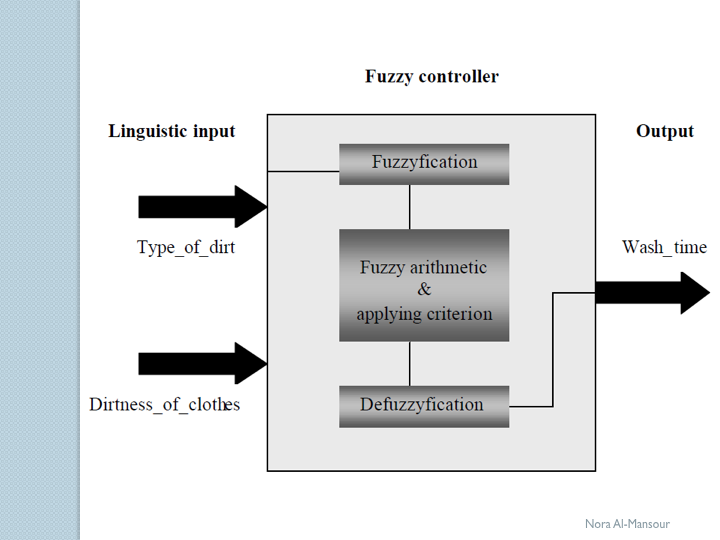 Fuzzy controller
Linguistic input
Output
Fuzzyfication
Type_of_dirt
Wash_time
Fuzzy arithmetic
&
applying criterion
Dirtness_of_clothes
Defuzzyfication
Nora Al-Mansour